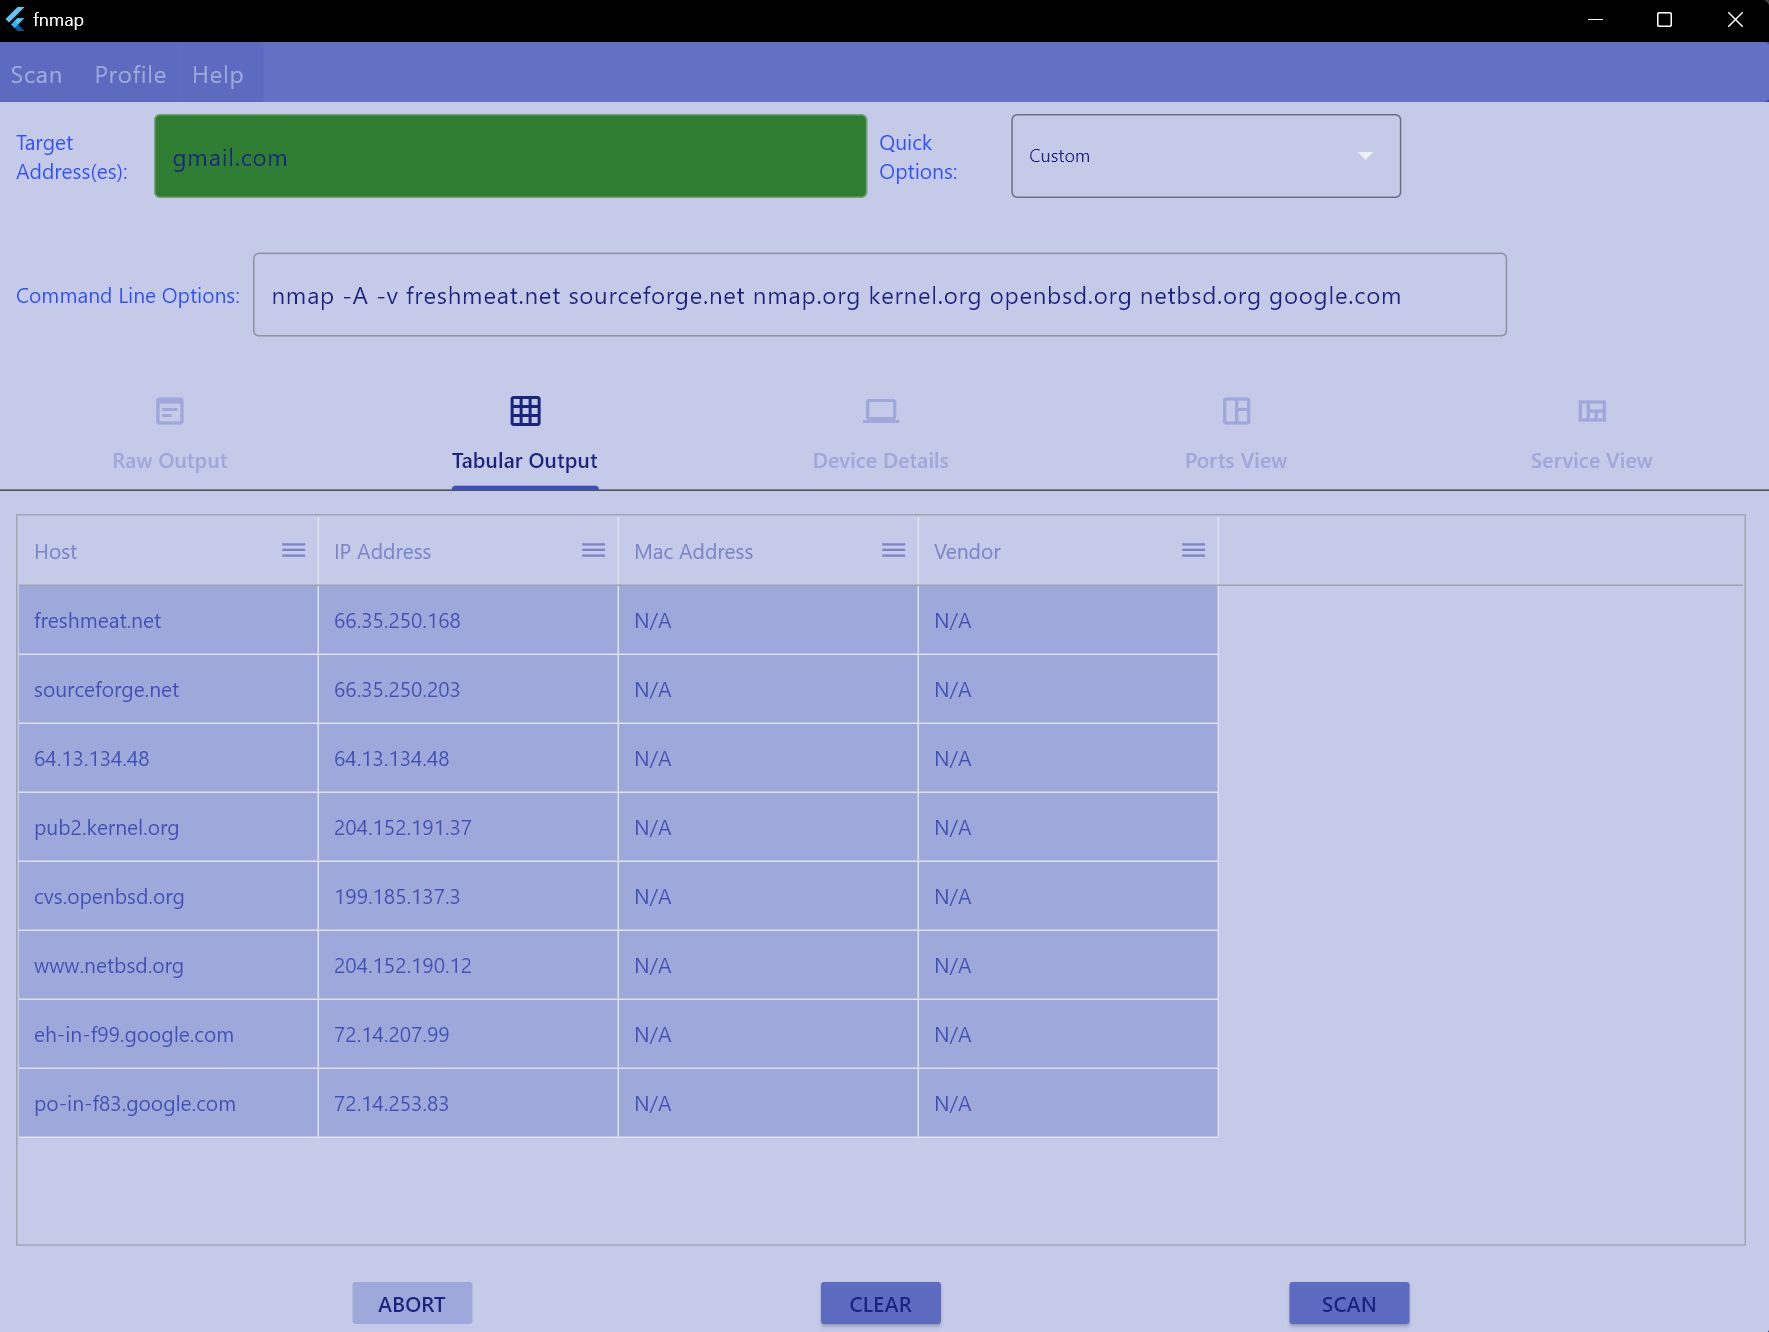 fnmap
Scan Profile Help
Target
Address(es):
gmail.com
Quick
Options:
Custom
Command Line Options:
nmap -A -v freshmeat.net sourceforge.net nmap.org kernel.org openbsd.org netbsd.org google.com
Raw Output Tabular Output Device Details Ports View Service View
Host IP Address Mac Address Vendor
freshmeat.net 66.35.250.168 N/A N/A
sourceforge.net 66.35.250.203 N/A N/A
64.13.134.48 64.13.134.48 N/A N/A
pub2.kernel.org 204.152.191.37 N/A N/A
cvs.openbsd.org 199.185.137.3 N/A N/A
www.netbsd.org 204.152.190.12 N/A N/A
eh-in-f99.google.com 72.14.207.99 N/A N/A
po-in-f83.google.com 72.14.253.83 N/A N/A
ABORT CLEAR SCAN